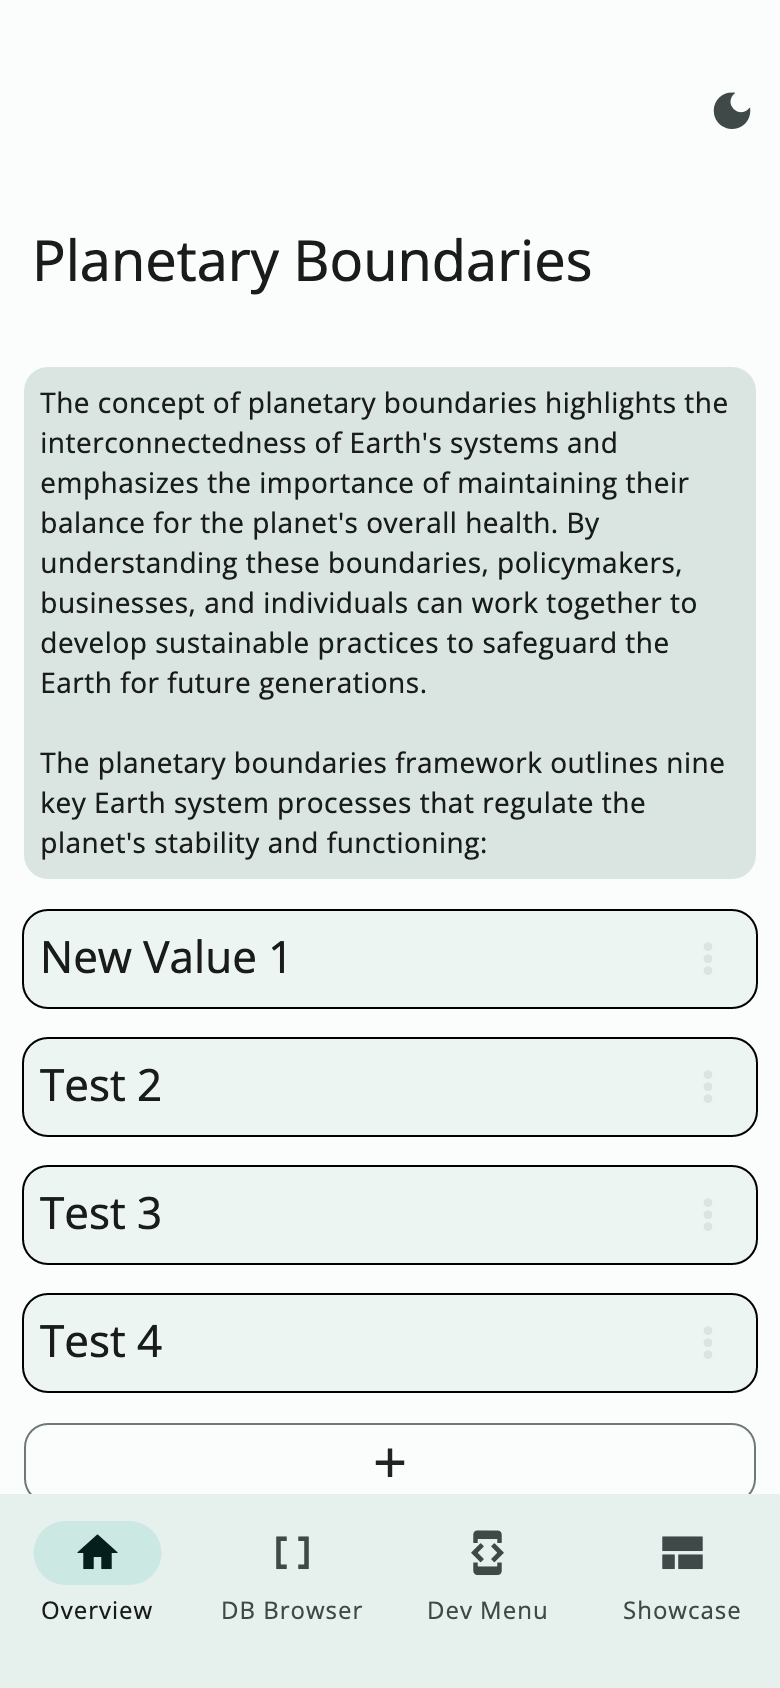 Planetary Boundaries
The concept of planetary boundaries highlights the
interconnectedness of Earth's systems and
emphasizes the importance of maintaining their
balance for the planet's overall health. By
understanding these boundaries, policymakers,
businesses, and individuals can work together to
develop sustainable practices to safeguard the
Earth for future generations.
The planetary boundaries framework outlines nine
key Earth system processes that regulate the
planet's stability and functioning:
New Value 1
Test 2
Test 3
Test 4
+
Overview
DB Browser
Dev Menu
Showcase